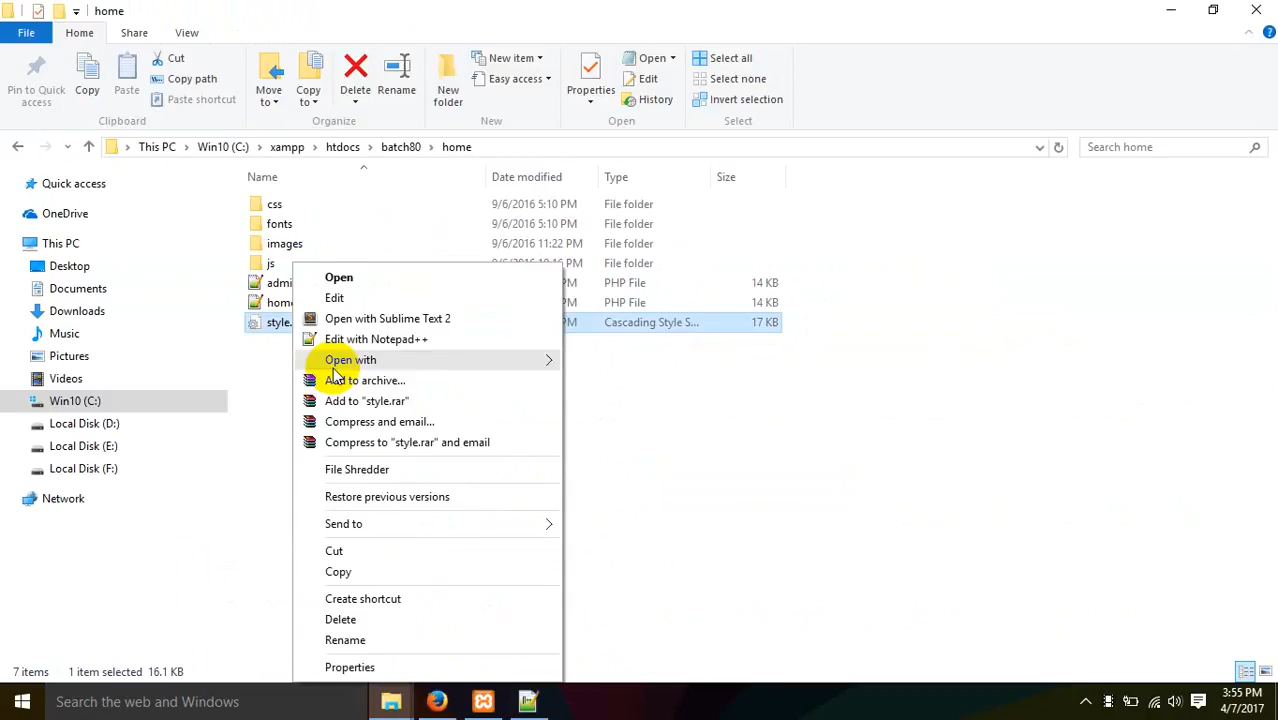 home
File Home Share View
Pin to Quick access
Copy
Paste
Cut
Copy path
Paste shortcut
Clipboard
Move to
Copy to
Delete
Rename
Organize
New folder
New item
Easy access
New
Properties
Open
Edit
History
Open
Select all
Select none
Invert selection
Select
This PC Win10 (C:) xampp htdocs batch80 home
Search home
Name Date modified Type Size
Quick access
OneDrive
This PC
Desktop
Documents
Downloads
Music
Pictures
Videos
Win10 (C:)
Local Disk (D:)
Local Disk (E:)
Local Disk (F:)
Network
css 9/6/2016 5:10 PM File folder
fonts 9/6/2016 5:10 PM File folder
images 9/6/2016 11:22 PM File folder
js File folder
PM PHP File 14 KB
PM PHP File 14 KB
style. PM Cascading Style S... 17 KB
Open
Edit
Open with Sublime Text 2
Edit with Notepad++
Open with
Add to archive...
Add to "style.rar"
Compress and email...
Compress to "style.rar" and email
File Shredder
Restore previous versions
Send to
Cut
Copy
Create shortcut
Delete
Rename
Properties
7 items 1 item selected 16.1 KB
Search the web and Windows
3:55 PM
4/7/2017